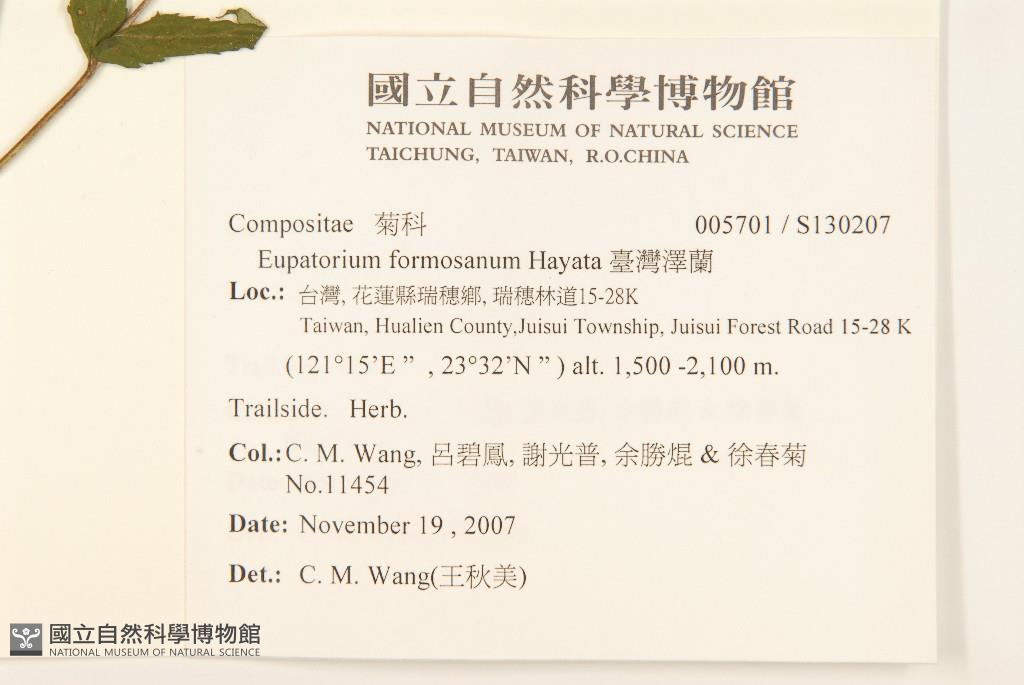 國立自然科學博物館
NATIONAL MUSEUM OF NATURAL SCIENCE
TAICHUNG, TAIWAN, R.O.CHINA
Compositae 菊科 005701 / S130207
Eupatorium formosanum Hayata 臺灣澤蘭
Loc.: 台灣, 花蓮縣瑞穗鄉, 瑞穗林道15-28K
Taiwan, Hualien County,Juisui Township, Juisui Forest Road 15-28 K
(121°15’E ” , 23°32’N ” ) alt. 1,500 -2,100 m.
Trailside. Herb.
Col.: C. M. Wang, 呂碧鳳, 謝光普, 余勝焜 & 徐春菊
No.11454
Date: November 19 , 2007
Det.: C. M. Wang(王秋美)
國立自然科學博物館
NATIONAL MUSEUM OF NATURAL SCIENCE